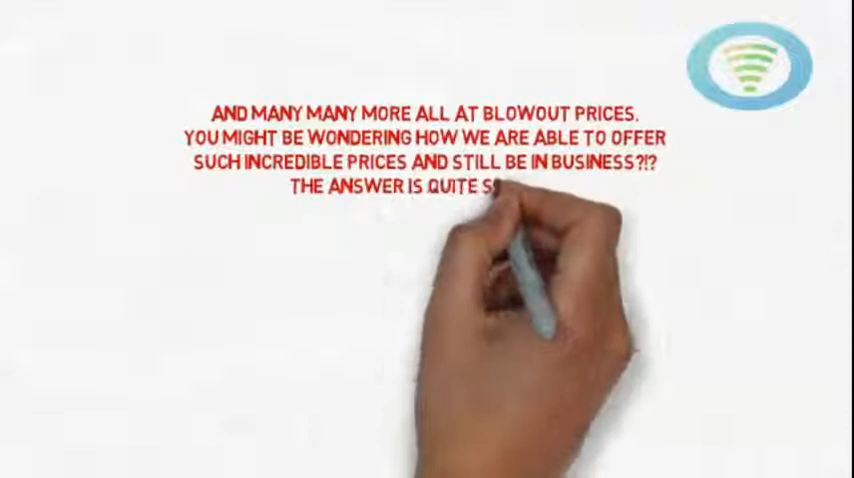 AND MANY MANY MORE ALL AT BLOWOUT PRICES.
YOU MIGHT BE WONDERING HOW WE ARE ABLE TO OFFER
SUCH INCREDIBLE PRICES AND STILL BE IN BUSINESS?!?
THE ANSWER IS QUITE